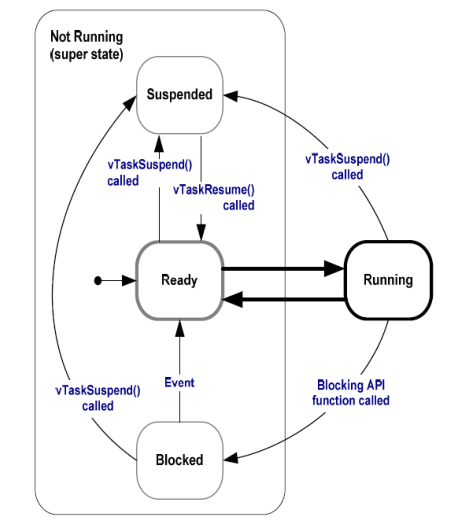 Not Running
(super state)
Suspended
vTaskSuspend()
called
vTaskResume()
called
vTaskSuspend()
called
Ready
Running
Event
vTaskSuspend()
called
Blocking API
function called
Blocked